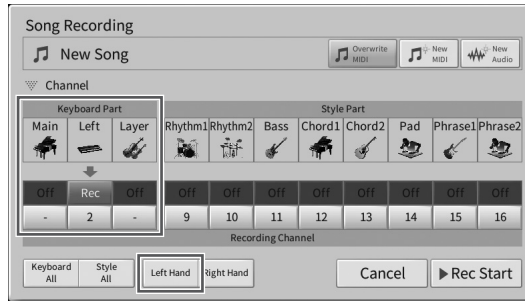 Song Recording
New Song
Overwrite MIDI
New MIDI
New Audio
Channel
Keyboard Part Style Part
Main Left Layer Rhythm1 Rhythm2 Bass Chord1 Chord2 Pad Phrase1 Phrase2
Off Rec Off Off Off Off Off Off Off Off Off
- 2 - 9 10 11 12 13 14 15 16
Recording Channel
Keyboard All
Style All
Left Hand
Right Hand
Cancel
Rec Start